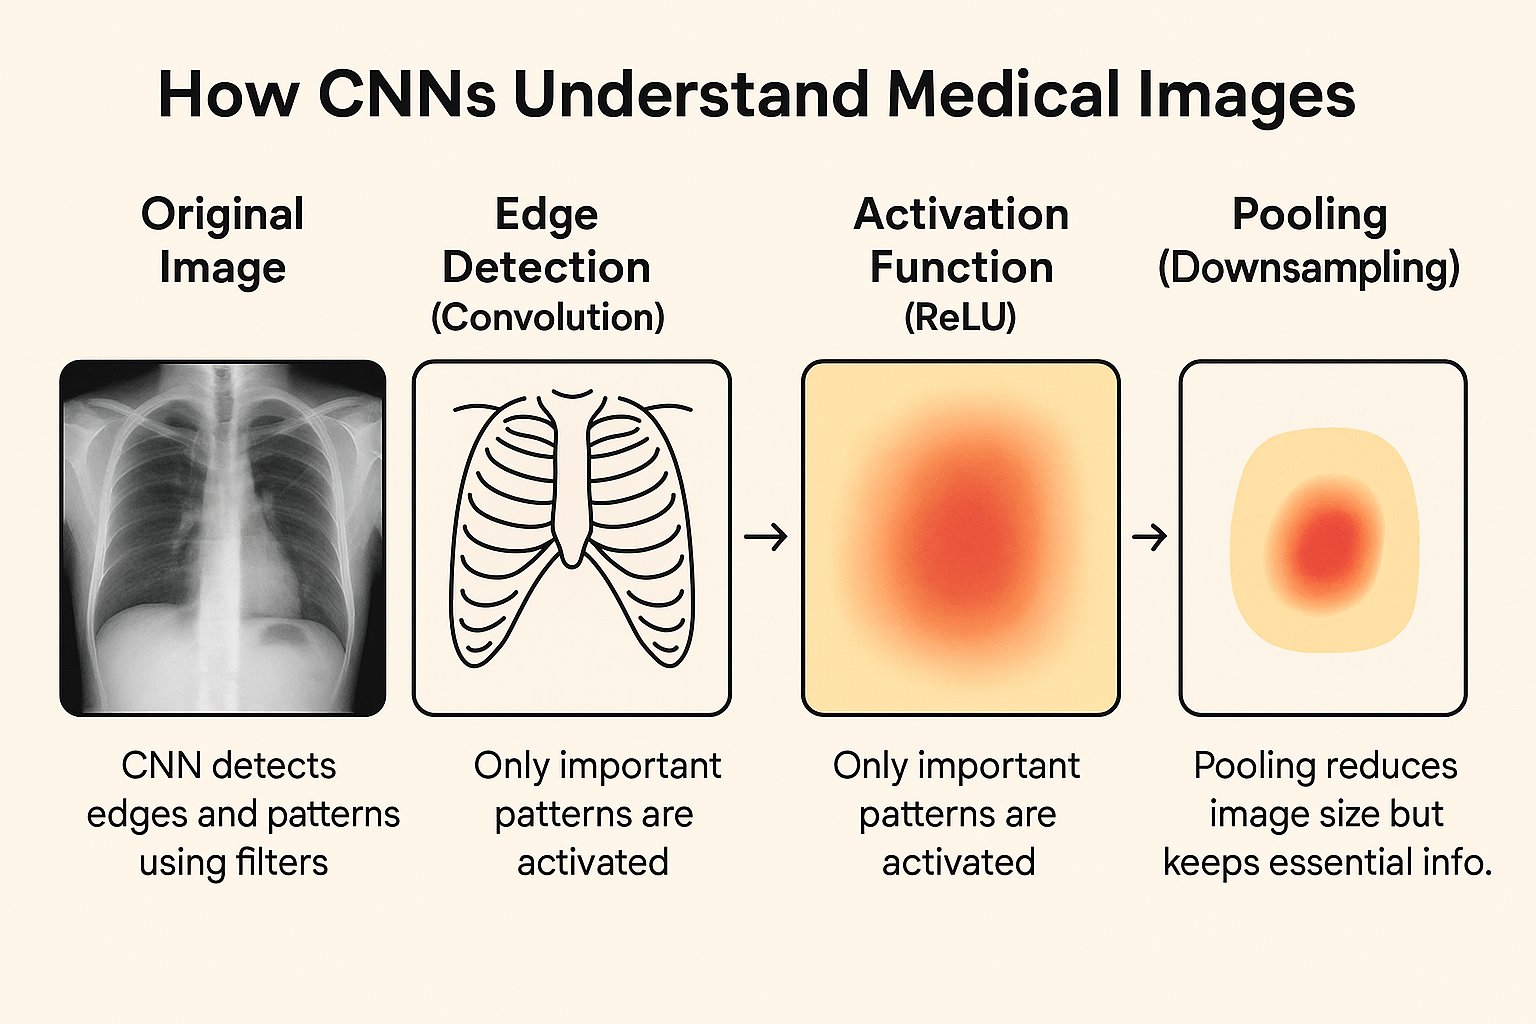 How CNNs Understand Medical Images
Original
Image
Edge
Detection
(Convolution)
Activation
Function
(ReLU)
Pooling
(Downsampling)
CNN detects
edges and patterns
using filters
Only important
patterns are
activated
Only important
patterns are
activated
Pooling reduces
image size but
keeps essential info.